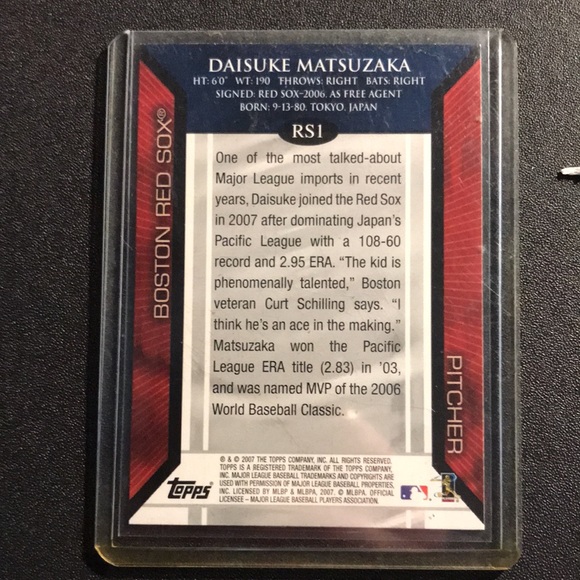 DAISUKE MATSUZAKA
HT: 6'0" WT: 190 THROWS: RIGHT BATS: RIGHT
SIGNED: RED SOX-2006, AS FREE AGENT
BORN: 9-13-80, TOKYO, JAPAN
RS1
BOSTON RED SOX®
One of the most talked-about
Major League imports in recent
years, Daisuke joined the Red Sox
in 2007 after dominating Japan's
Pacific League with a 108-60
record and 2.95 ERA. "The kid is
phenomenally talented," Boston
veteran Curt Schilling says. "I
think he's an ace in the making."
Matsuzaka won the Pacific
League ERA title (2.83) in '03,
and was named MVP of the 2006
World Baseball Classic.
PITCHER
® & © 2007 THE TOPPS COMPANY, INC. ALL RIGHTS RESERVED.
TOPPS IS A REGISTERED TRADEMARK OF THE TOPPS COMPANY,
INC. MAJOR LEAGUE BASEBALL TRADEMARKS AND COPYRIGHTS ARE
USED WITH PERMISSION OF MAJOR LEAGUE BASEBALL PROPERTIES,
INC. LICENSED BY MLBP & MLBPA, 2007. © MLBPA, OFFICIAL
LICENSEE – MAJOR LEAGUE BASEBALL PLAYERS ASSOCIATION.
topps